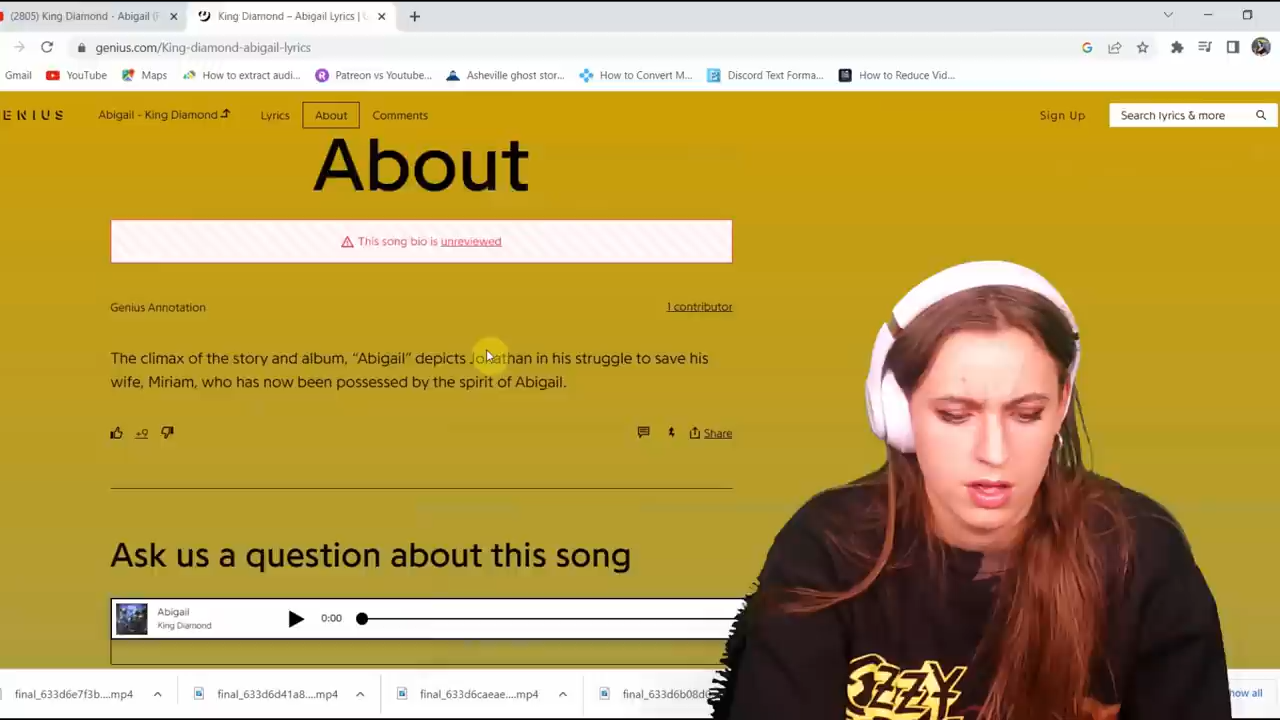 (2805) King Diamond - Abigail (F
King Diamond – Abigail Lyrics |
genius.com/King-diamond-abigail-lyrics
Gmail YouTube Maps How to extract audi... Patreon vs Youtube... Asheville ghost stor... How to Convert M... Discord Text Forma... How to Reduce Vid...
ENIUS Abigail - King Diamond Lyrics About Comments Sign Up Search lyrics & more
About
This song bio is unreviewed
Genius Annotation 1 contributor
The climax of the story and album, “Abigail” depicts Jonathan in his struggle to save his
wife, Miriam, who has now been possessed by the spirit of Abigail.
+9 Share
Ask us a question about this song
Abigail
King Diamond
0:00
OZZY
final_633d6e7f3b....mp4 final_633d6d41a8....mp4 final_633d6caeae....mp4 final_633d6b08d how all